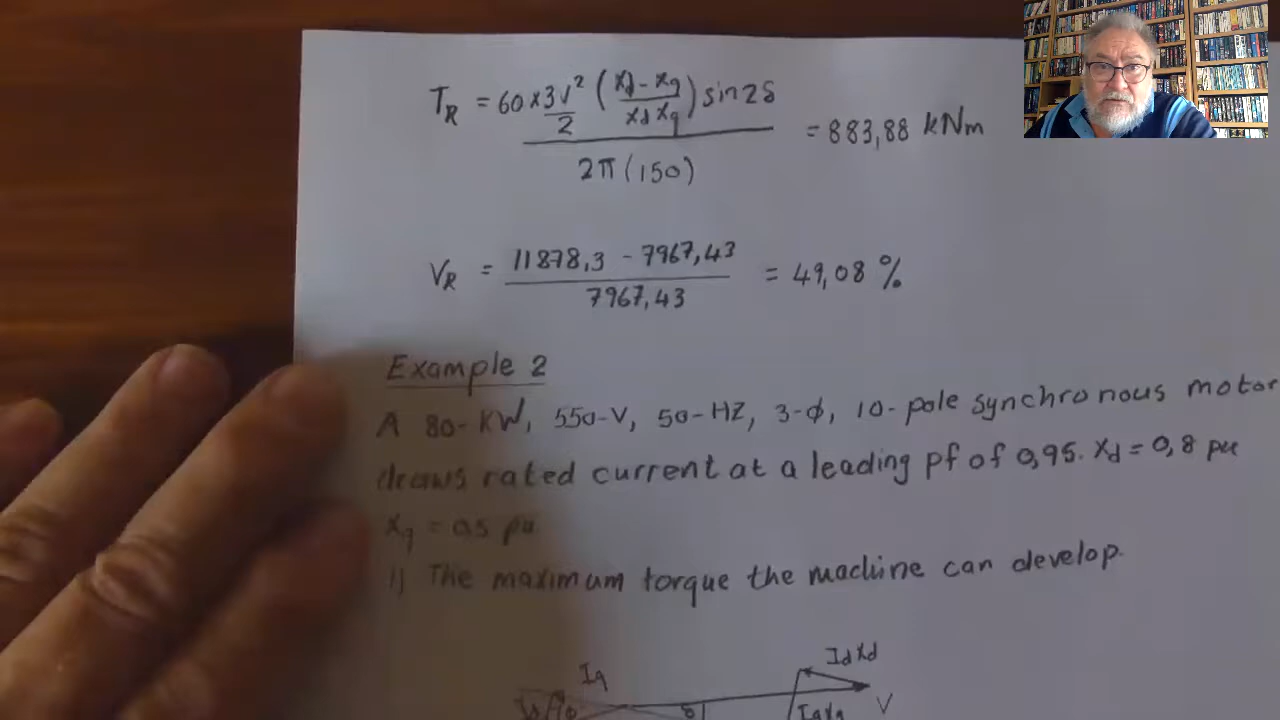 T_R = 60 × 3V²/2 ((Xd - Xq)/(Xd Xq)) sin2δ / 2π(150) = 883,88 kNm
V_R = (11878,3 - 7967,43)/7967,43 = 49,08 %
Example 2
A 80-KW, 550-V, 50-HZ, 3-φ, 10-pole synchronous motor
draws rated current at a leading pf of 0,95. Xd = 0,8 pu
Xq = 0.5 pu
1) The maximum torque the machine can develop.
IdXd
Iq
V
δ
IqXq